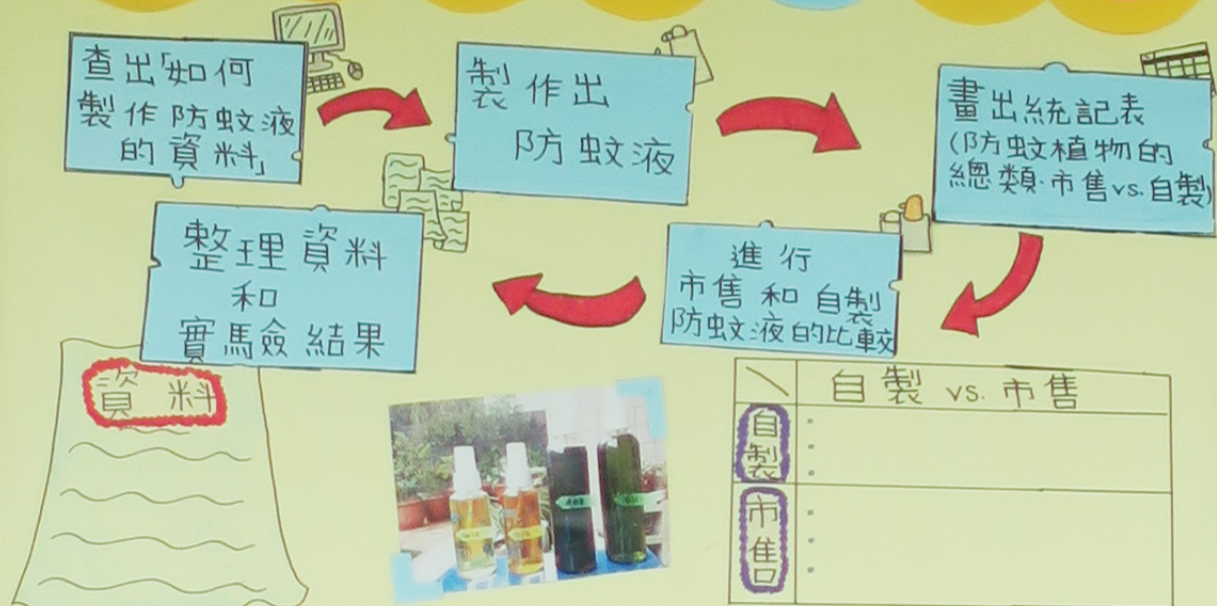 查出「如何
製作防蚊液
的資料」
製作出
防蚊液
畫出統記表
(防蚊植物的
總類.市售vs.自製)
進行
市售和自製
防蚊液的比較
整理資料
和
實驗結果
資料
自製 vs. 市售
自製
市售